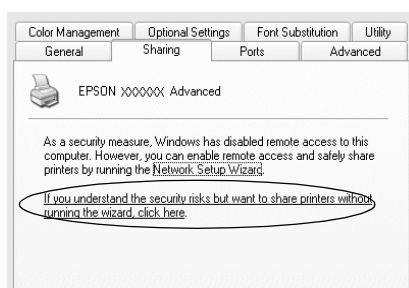 Color Management
Optional Settings
Font Substitution
Utility
General
Sharing
Ports
Advanced
EPSON XXXXXX Advanced
As a security measure, Windows has disabled remote access to this
computer. However, you can enable remote access and safely share
printers by running the Network Setup Wizard.
If you understand the security risks but want to share printers without
running the wizard, click here.